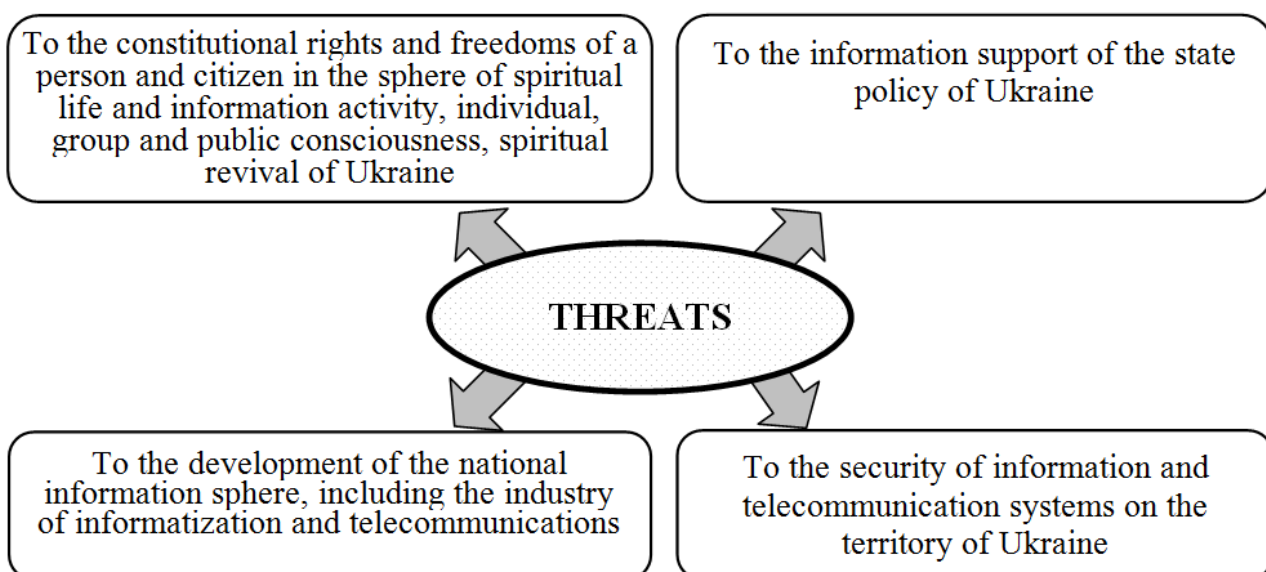 To the constitutional rights and freedoms of a
person and citizen in the sphere of spiritual
life and information activity, individual,
group and public consciousness, spiritual
revival of Ukraine
To the information support of the state
policy of Ukraine
THREATS
To the development of the national
information sphere, including the industry
of informatization and telecommunications
To the security of information and
telecommunication systems on the
territory of Ukraine